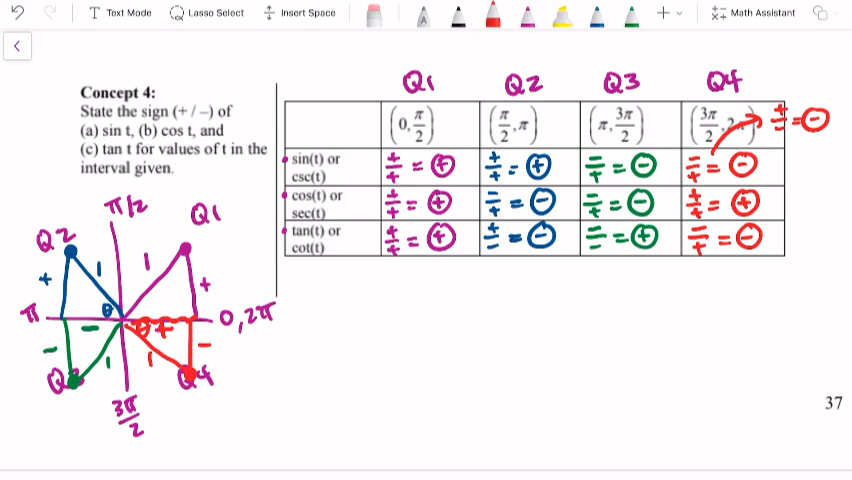 Text Mode Lasso Select Insert Space Math Assistant
Concept 4:
State the sign (+ / −) of
(a) sin t, (b) cos t, and
(c) tan t for values of t in the
interval given.
Q1 Q2 Q3 Q4
(0, π/2) (π/2, π) (π, 3π/2) (3π/2, 2π) +/− = −
sin(t) or csc(t) +/+ = + +/+ = + −/+ = − −/+ = −
cos(t) or sec(t) +/+ = + −/+ = − −/+ = − +/+ = +
tan(t) or cot(t) +/+ = + +/− = − −/− = + −/+ = −
π/2 Q1
Q2
+ 1 1 +
θ
π 0, 2π
− θ +
− 1 1 −
Q3 Q4
3π/2
37